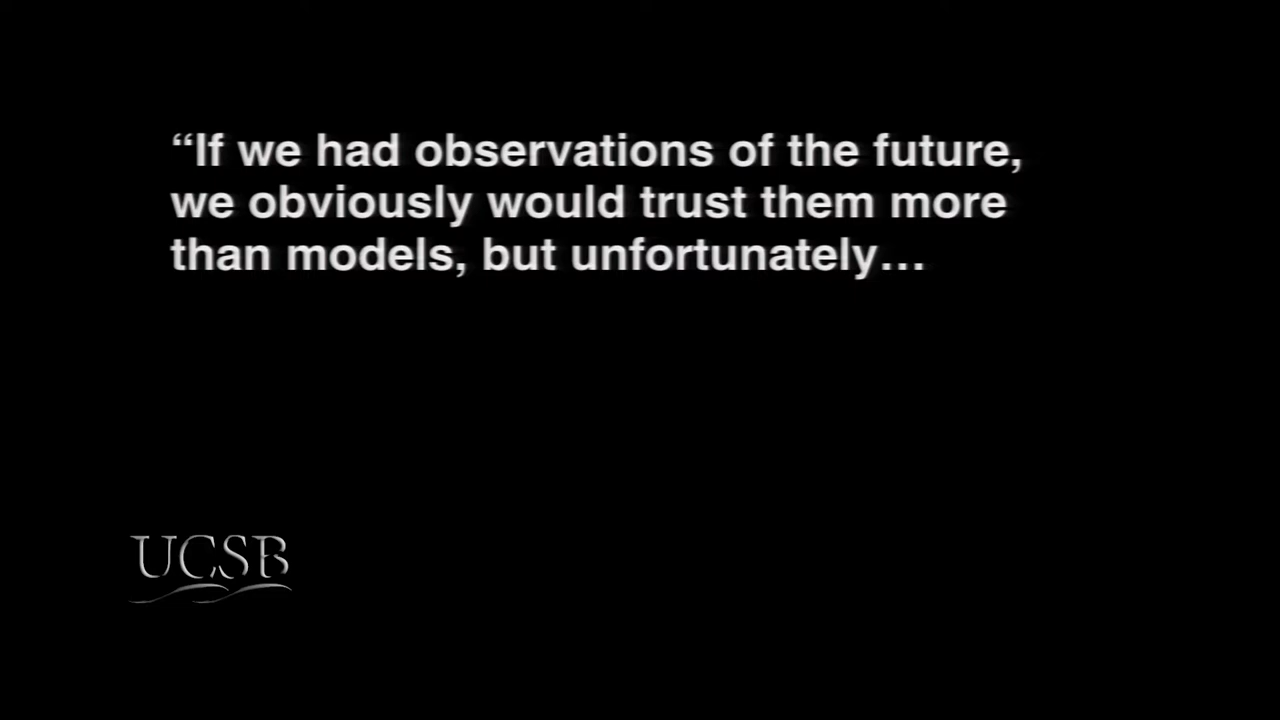 “If we had observations of the future,
we obviously would trust them more
than models, but unfortunately…
UCSB